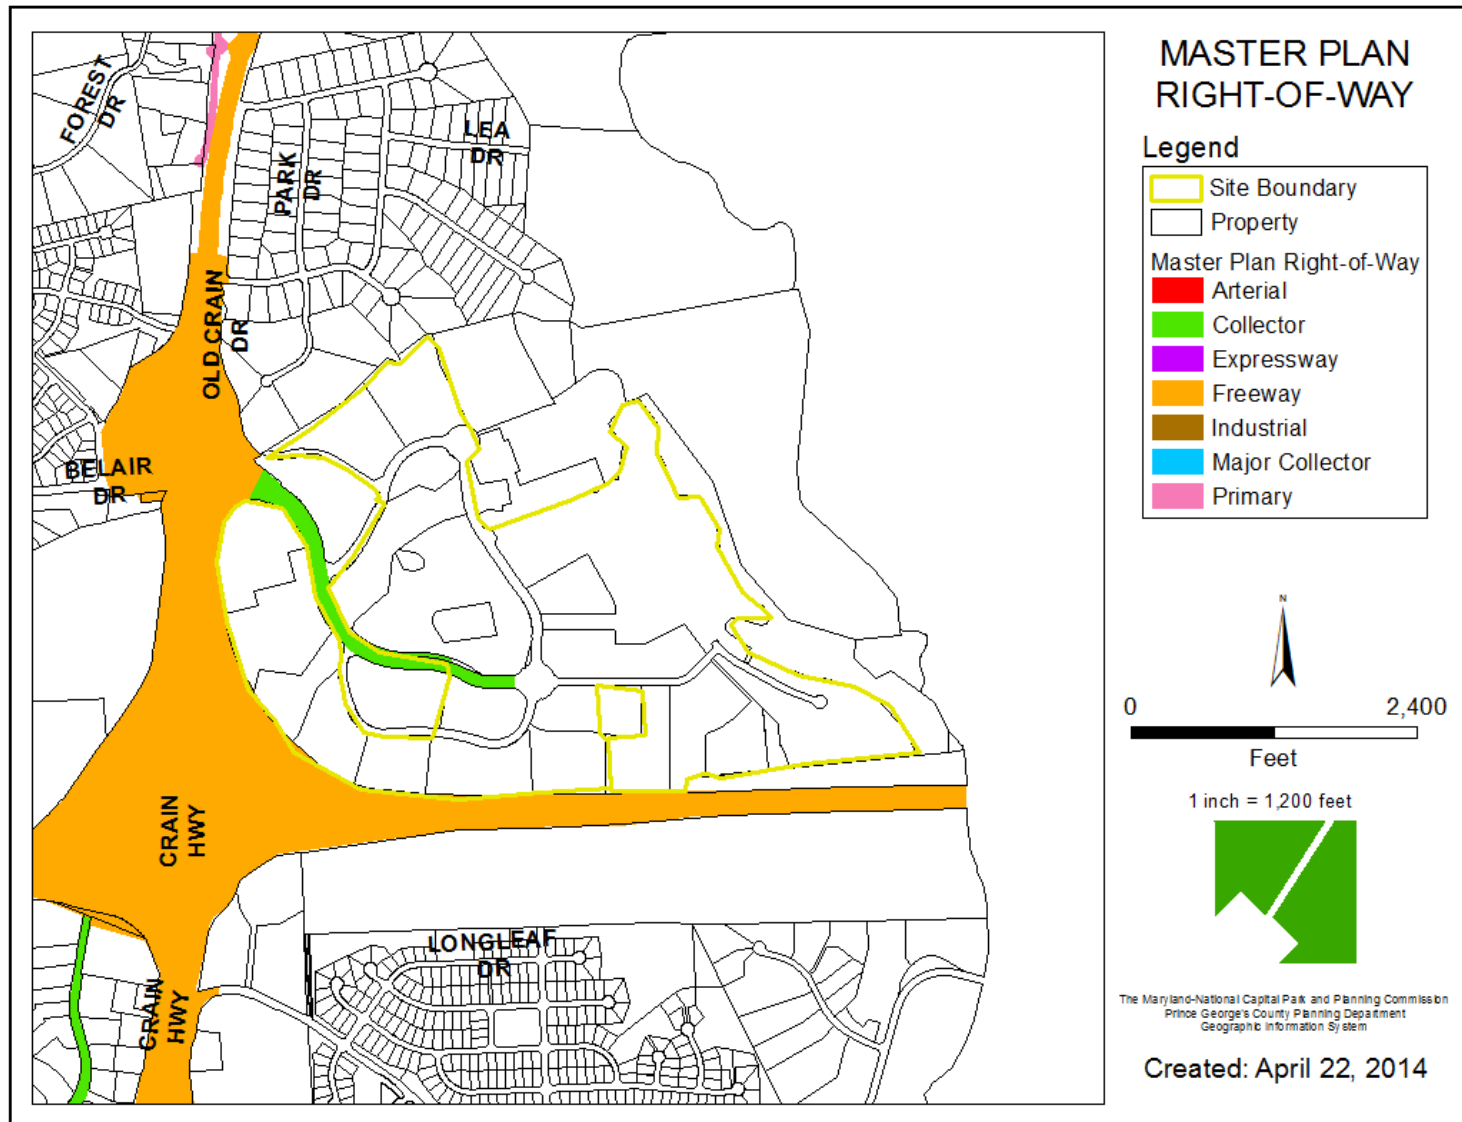 FOREST
DR
LEA
DR
PARK
DR
OLD CRAIN
DR
BELAIR
DR
CRAIN
HWY
CRAIN
HWY
LONGLEAF
DR
MASTER PLAN
RIGHT-OF-WAY
Legend
Site Boundary
Property
Master Plan Right-of-Way
Arterial
Collector
Expressway
Freeway
Industrial
Major Collector
Primary
N
0 2,400
Feet
1 inch = 1,200 feet
The Maryland-National Capital Park and Planning Commission
Prince George's County Planning Department
Geographic Information System
Created: April 22, 2014